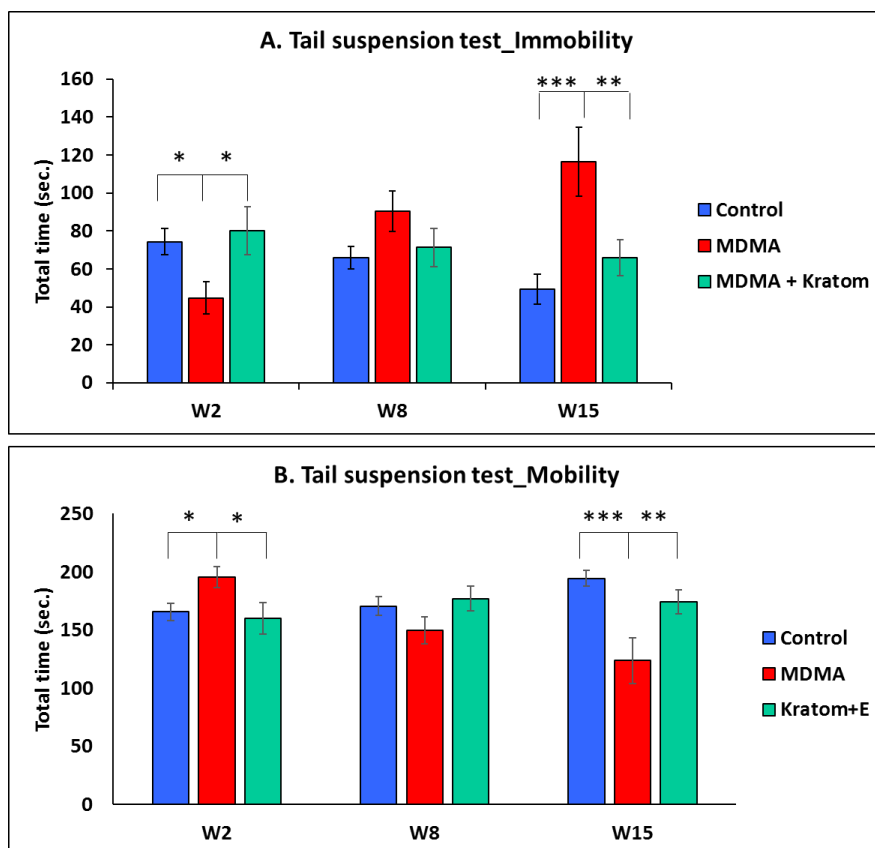 A. Tail suspension test_Immobility
160
140
120
100
80
60
40
20
0
Total time (sec.)
* *
*** **
W2 W8 W15
Control
MDMA
MDMA + Kratom
B. Tail suspension test_Mobility
250
200
150
100
50
0
Total time (sec.)
* *
*** **
W2 W8 W15
Control
MDMA
Kratom+E